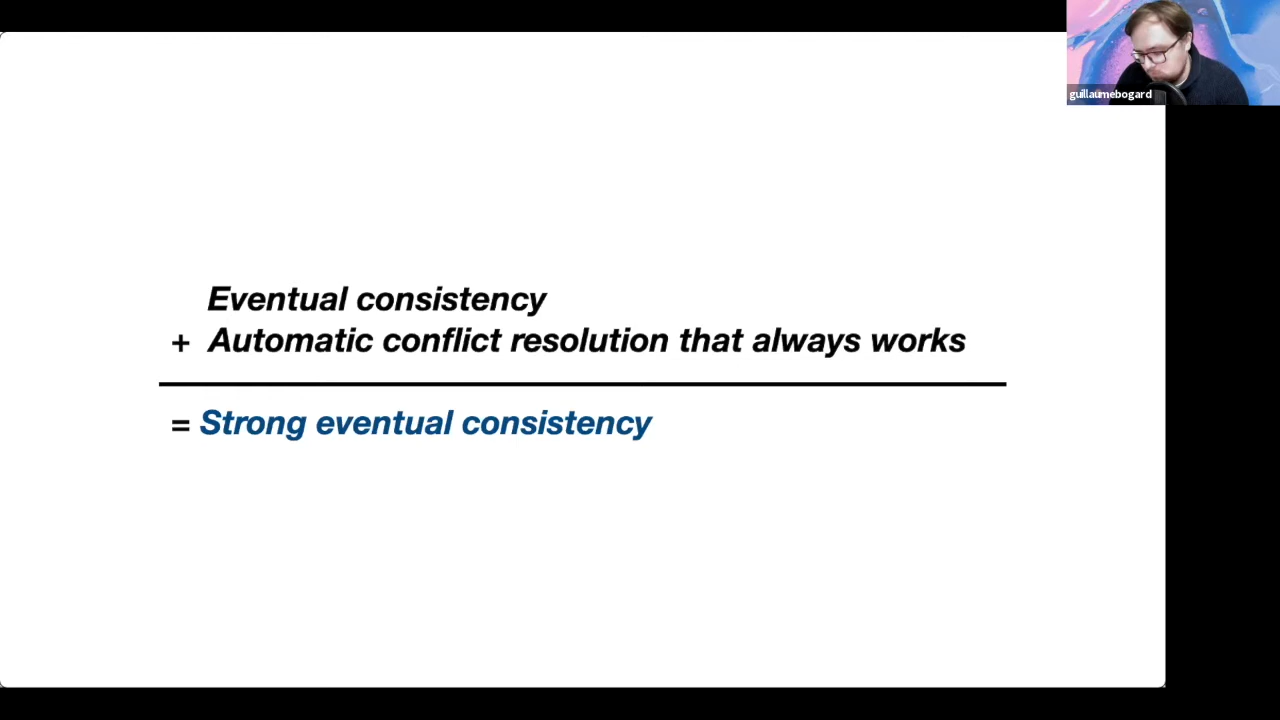 guillaumebogard
Eventual consistency
+ Automatic conflict resolution that always works
= Strong eventual consistency